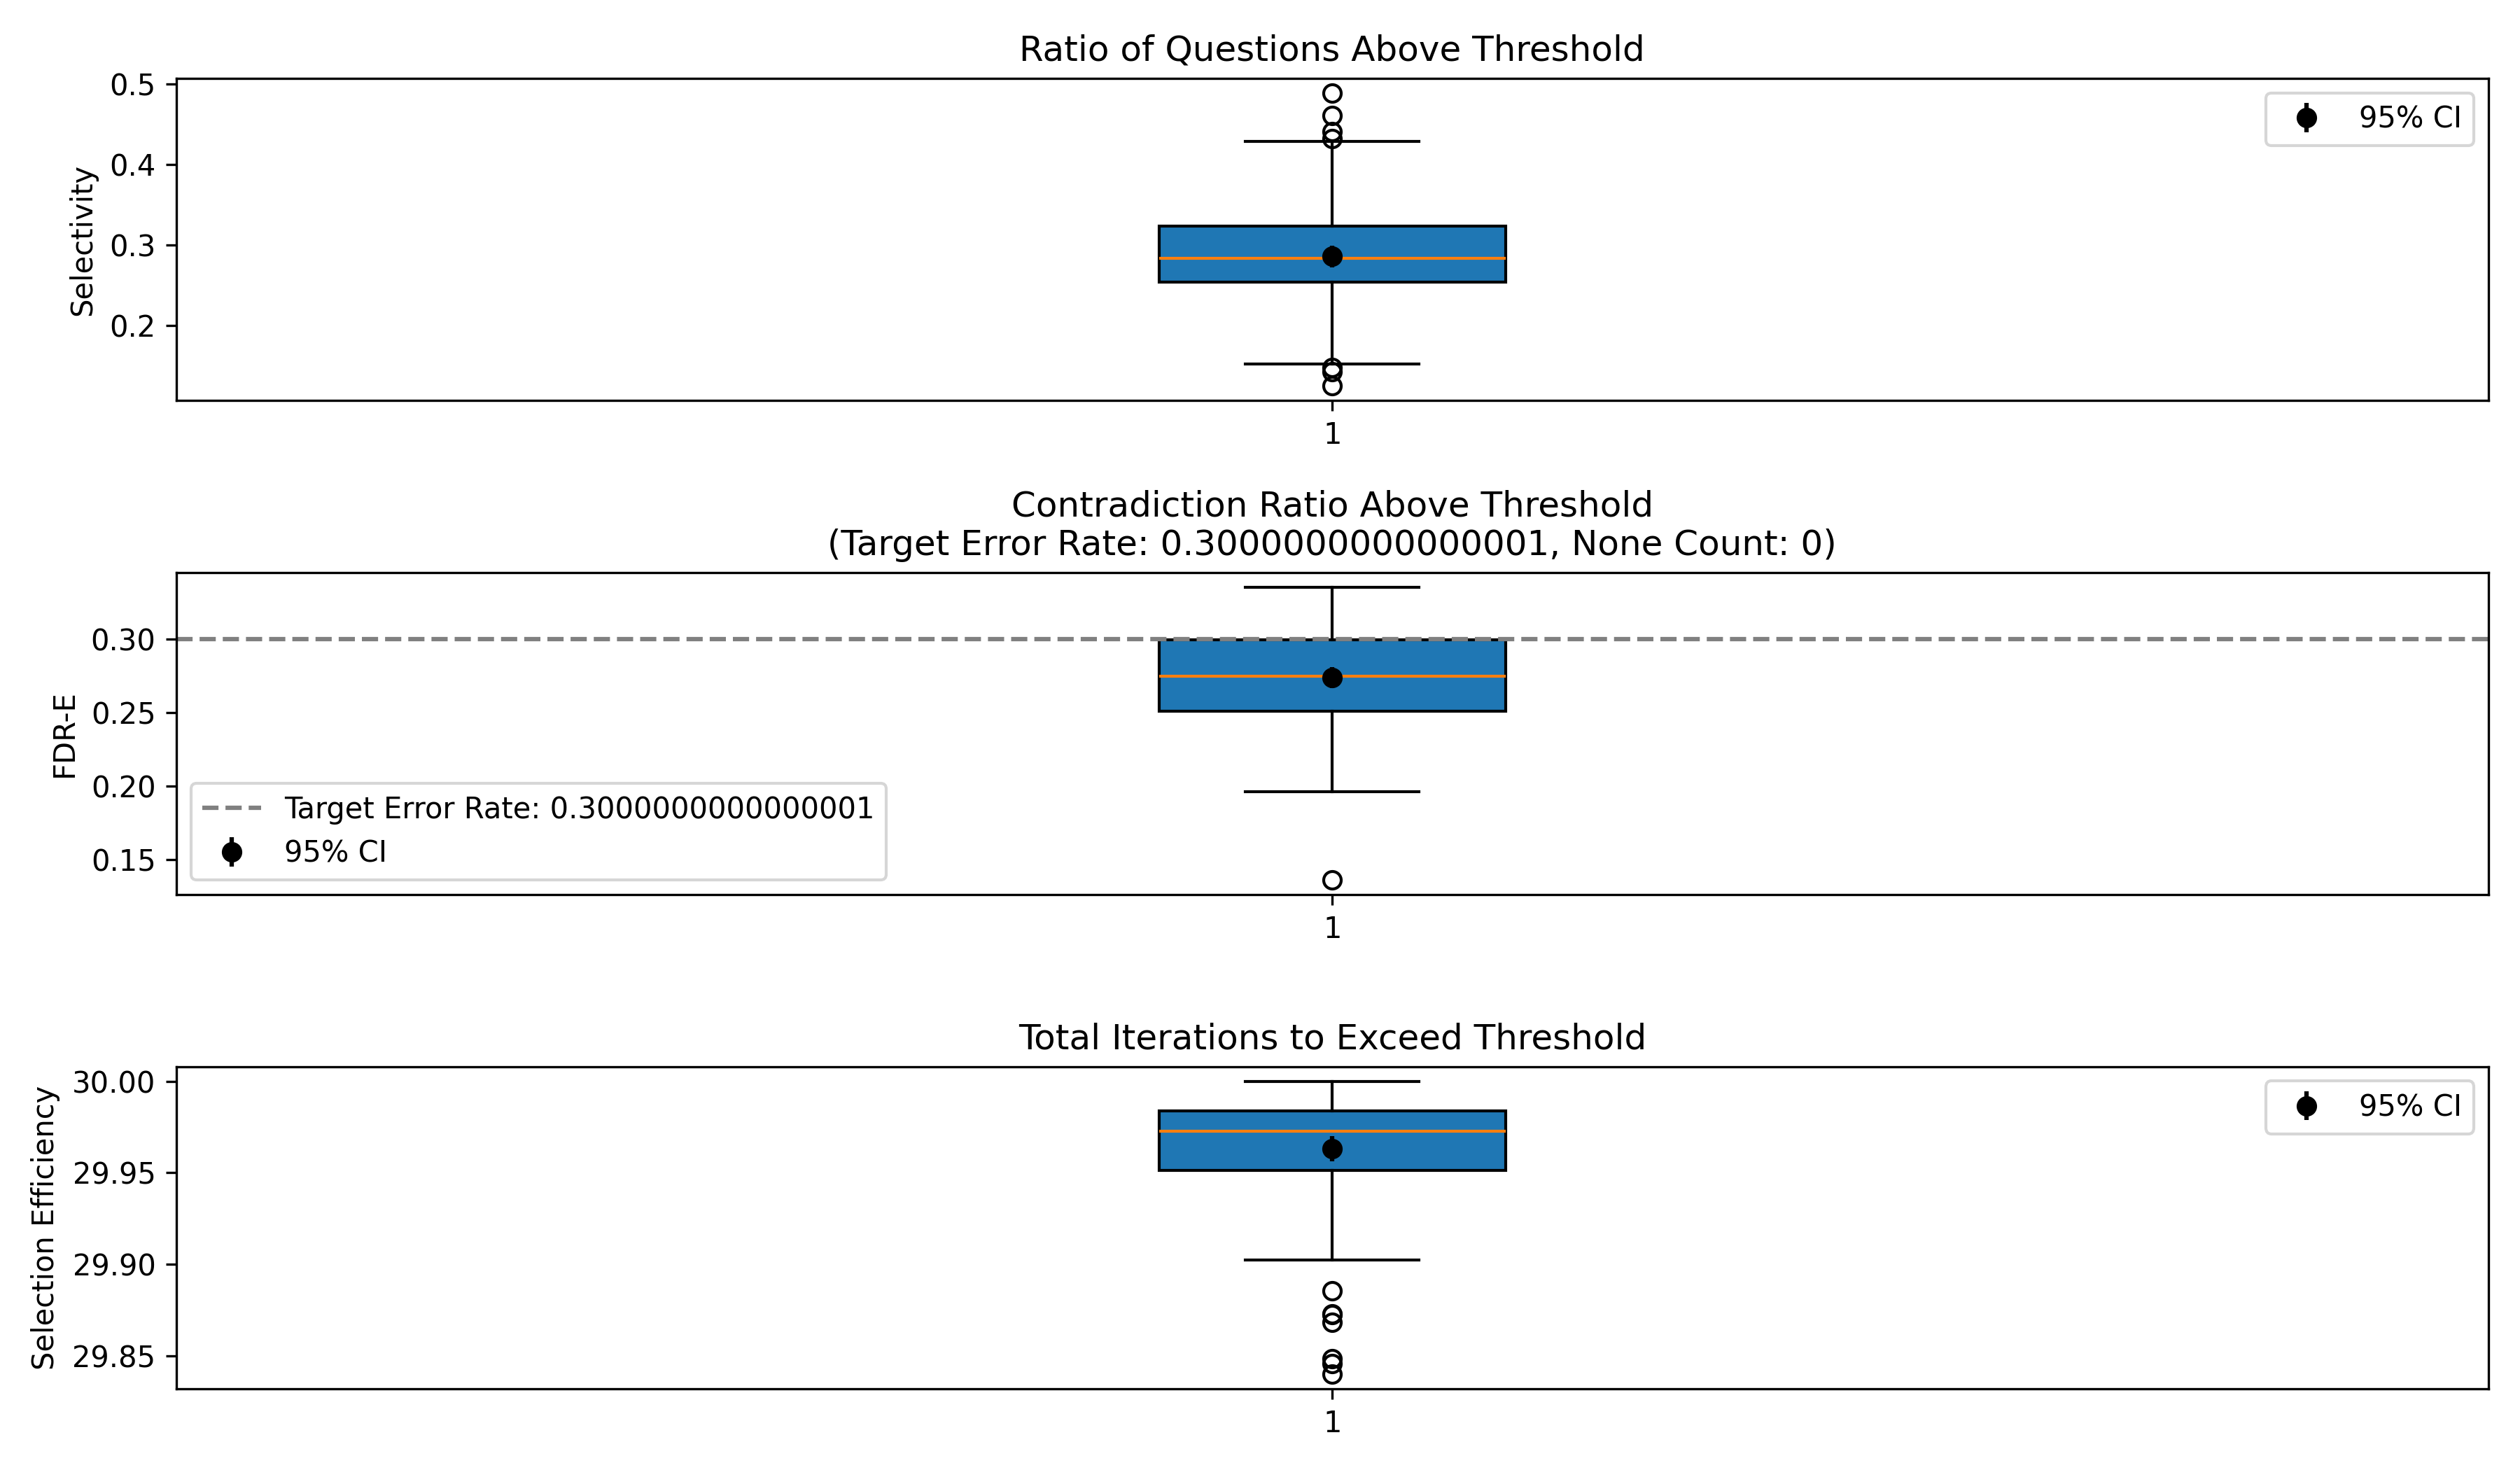 Ratio of Questions Above Threshold
0.5
0.4
0.3
0.2
Selectivity
95% CI
1
Contradiction Ratio Above Threshold
(Target Error Rate: 0.3000000000000001, None Count: 0)
0.30
0.25
0.20
0.15
FDR-E
Target Error Rate: 0.3000000000000001
95% CI
1
Total Iterations to Exceed Threshold
30.00
29.95
29.90
29.85
Selection Efficiency
95% CI
1